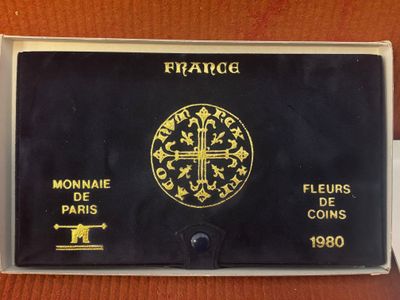 FRANCE
MONNAIE
DE
PARIS
FLEURS
DE
COINS
1980